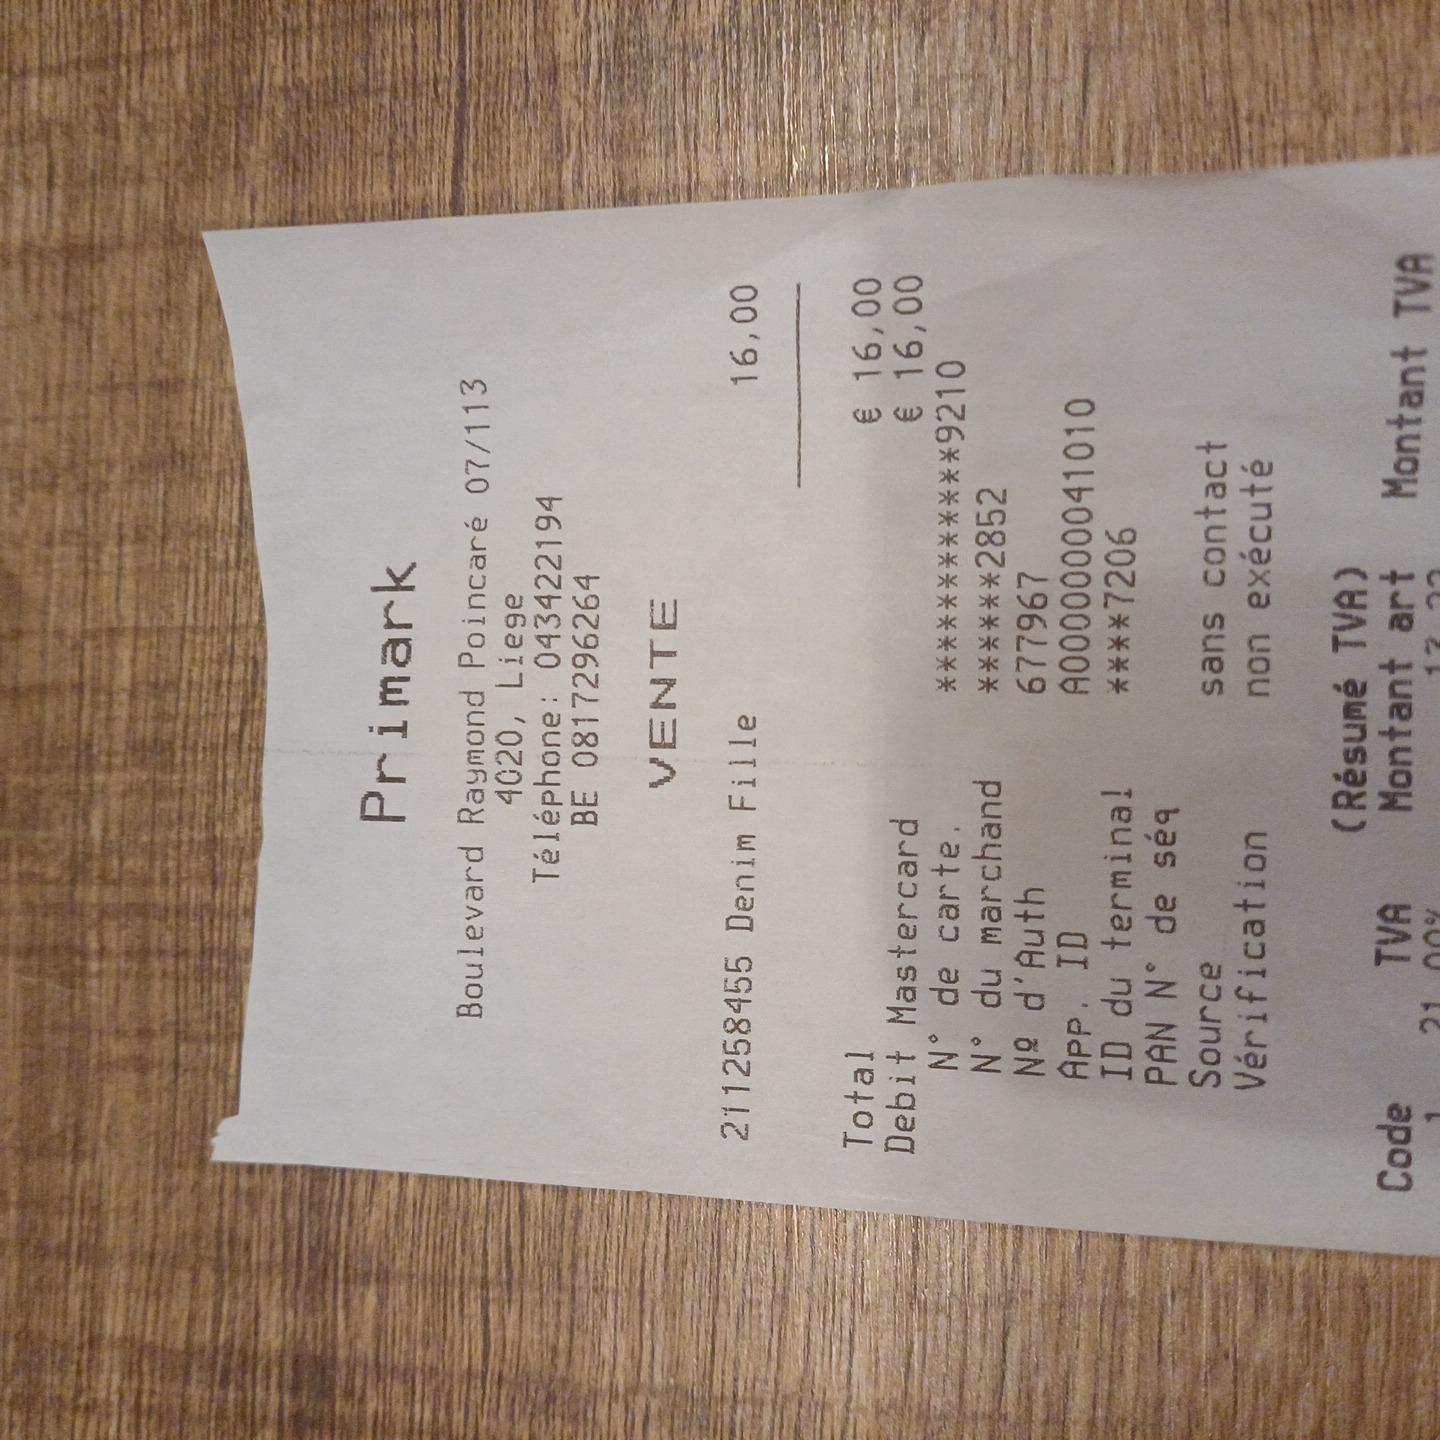 Primark
Boulevard Raymond Poincaré 07/113
4020, Liege
Téléphone: 043422194
BE 0817296264
VENTE
211258455 Denim Fille 16,00
Total € 16,00
Debit Mastercard € 16,00
N° de carte. ************9210
N° du marchand ******2852
Nº d'Auth 677967
App. ID A0000000041010
ID du terminal ****7206
PAN N° de séq
Source sans contact
Vérification non exécuté
(Résumé TVA)
Code TVA Montant art Montant TVA
1 21,00%